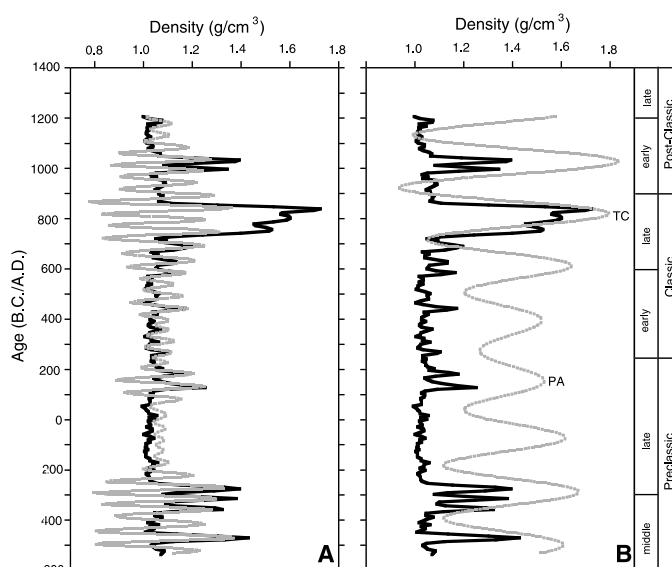 Density (g/cm3)
0.8 1.0 1.2 1.4 1.6 1.8
Density (g/cm3)
1.0 1.2 1.4 1.6 1.8
Age (B.C./A.D.)
1400
1200
1000
800
600
400
200
0
200
400
A
TC
PA
B
late
early
late
early
late
middle
Post-Classic
Classic
Preclassic